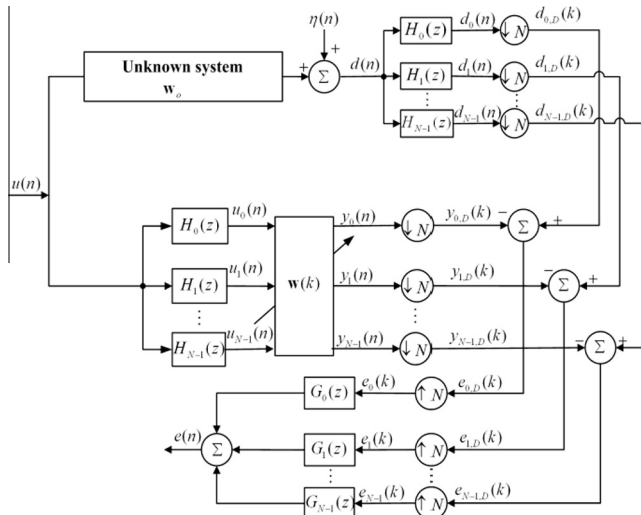 η(n)
+
+ Σ d(n)
Unknown system
w_o
H_0(z) d_0(n) ↓N d_{0,D}(k)
H_1(z) d_1(n) ↓N d_{1,D}(k)
⋮ ⋮
H_{N-1}(z) d_{N-1}(n) ↓N d_{N-1,D}(k)
u(n)
H_0(z) u_0(n) y_0(n) ↓N y_{0,D}(k) − Σ +
w(k)
H_1(z) u_1(n) y_1(n) ↓N y_{1,D}(k) − Σ +
⋮ ⋮ ⋮
H_{N-1}(z) u_{N-1}(n) y_{N-1}(n) ↓N y_{N-1,D}(k) − Σ +
G_0(z) e_0(k) ↑N e_{0,D}(k)
e(n) Σ G_1(z) e_1(k) ↑N e_{1,D}(k)
⋮ ⋮
G_{N-1}(z) e_{N-1}(k) ↑N e_{N-1,D}(k)